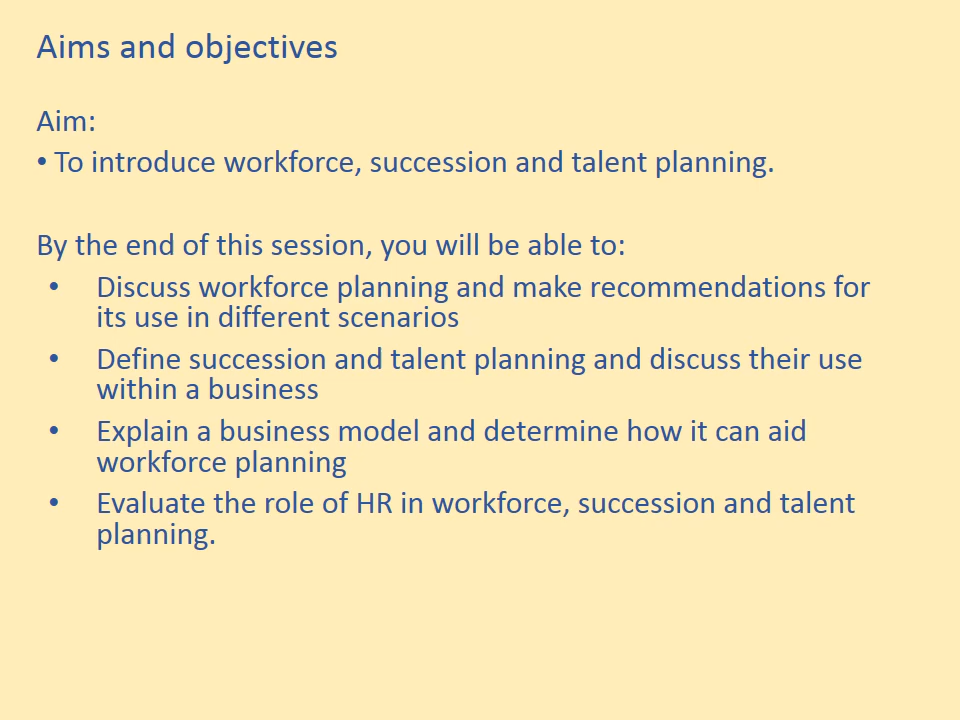 Aims and objectives
Aim:
• To introduce workforce, succession and talent planning.
By the end of this session, you will be able to:
• Discuss workforce planning and make recommendations for
its use in different scenarios
• Define succession and talent planning and discuss their use
within a business
• Explain a business model and determine how it can aid
workforce planning
• Evaluate the role of HR in workforce, succession and talent
planning.